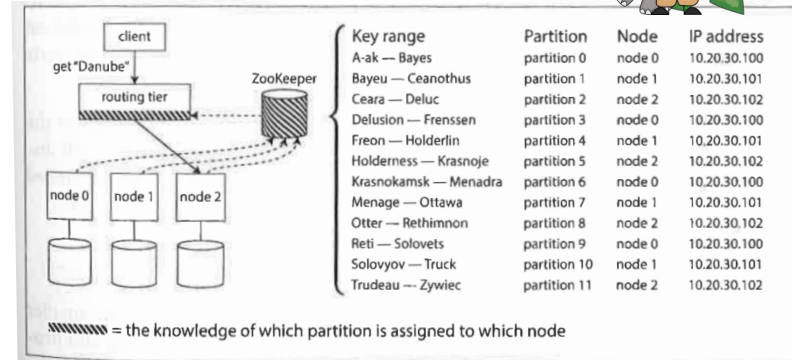 client
get "Danube"
routing tier
ZooKeeper
node 0
node 1
node 2
Key range Partition Node IP address
A-ak — Bayes partition 0 node 0 10.20.30.100
Bayeu — Ceanothus partition 1 node 1 10.20.30.101
Ceara — Deluc partition 2 node 2 10.20.30.102
Delusion — Frenssen partition 3 node 0 10.20.30.100
Freon — Holderlin partition 4 node 1 10.20.30.101
Holderness — Krasnoje partition 5 node 2 10.20.30.102
Krasnokamsk — Menadra partition 6 node 0 10.20.30.100
Menage — Ottawa partition 7 node 1 10.20.30.101
Otter — Rethimnon partition 8 node 2 10.20.30.102
Reti — Solovets partition 9 node 0 10.20.30.100
Solovyov — Truck partition 10 node 1 10.20.30.101
Trudeau — Zywiec partition 11 node 2 10.20.30.102
= the knowledge of which partition is assigned to which node